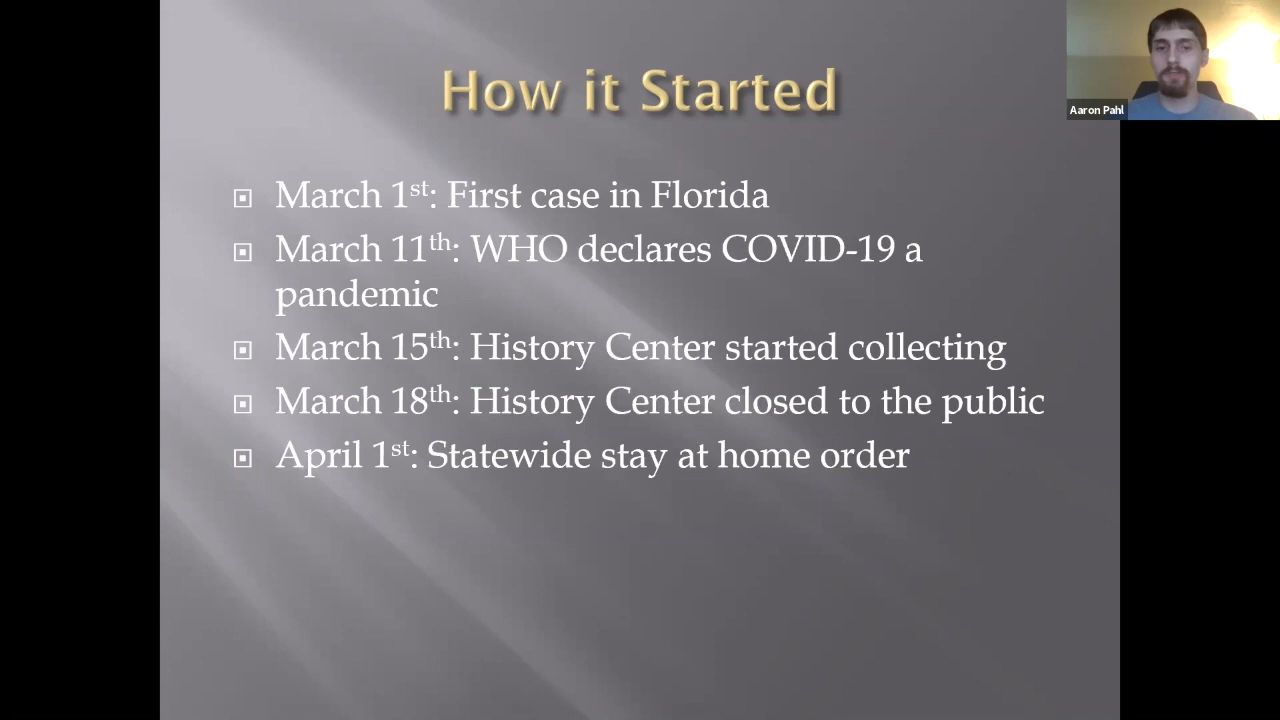 How it Started
Aaron Pahl
March 1st: First case in Florida
March 11th: WHO declares COVID-19 a
pandemic
March 15th: History Center started collecting
March 18th: History Center closed to the public
April 1st: Statewide stay at home order